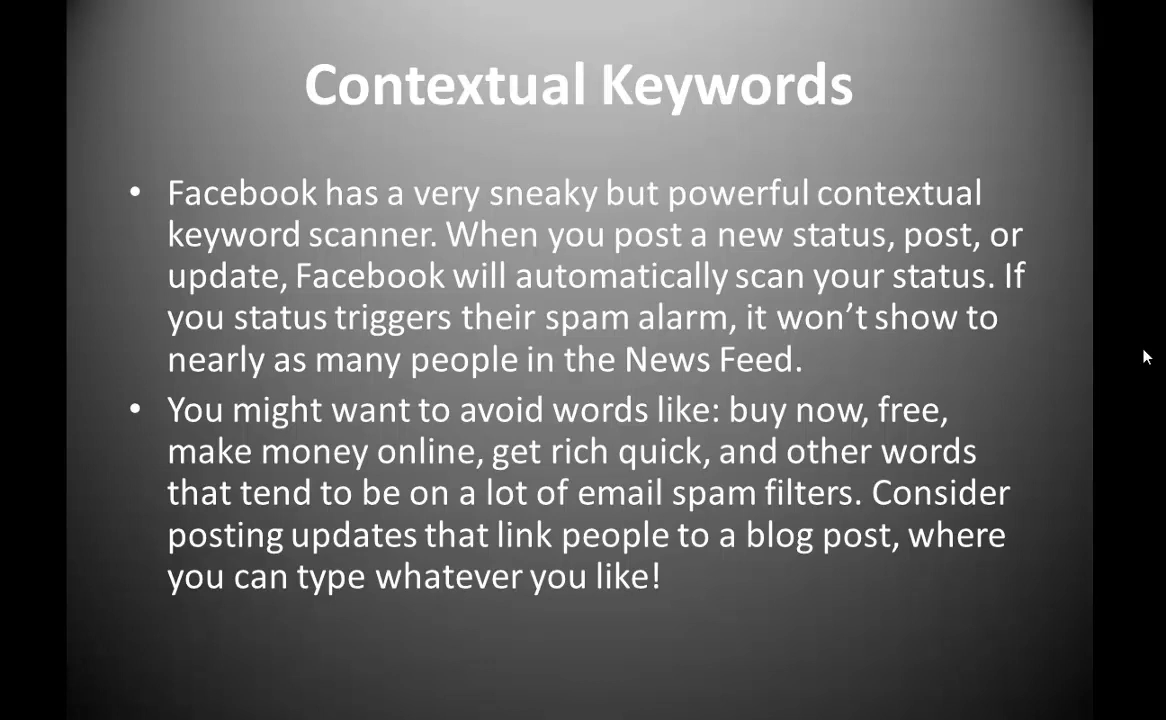 Contextual Keywords
• Facebook has a very sneaky but powerful contextual
keyword scanner. When you post a new status, post, or
update, Facebook will automatically scan your status. If
you status triggers their spam alarm, it won’t show to
nearly as many people in the News Feed.
• You might want to avoid words like: buy now, free,
make money online, get rich quick, and other words
that tend to be on a lot of email spam filters. Consider
posting updates that link people to a blog post, where
you can type whatever you like!